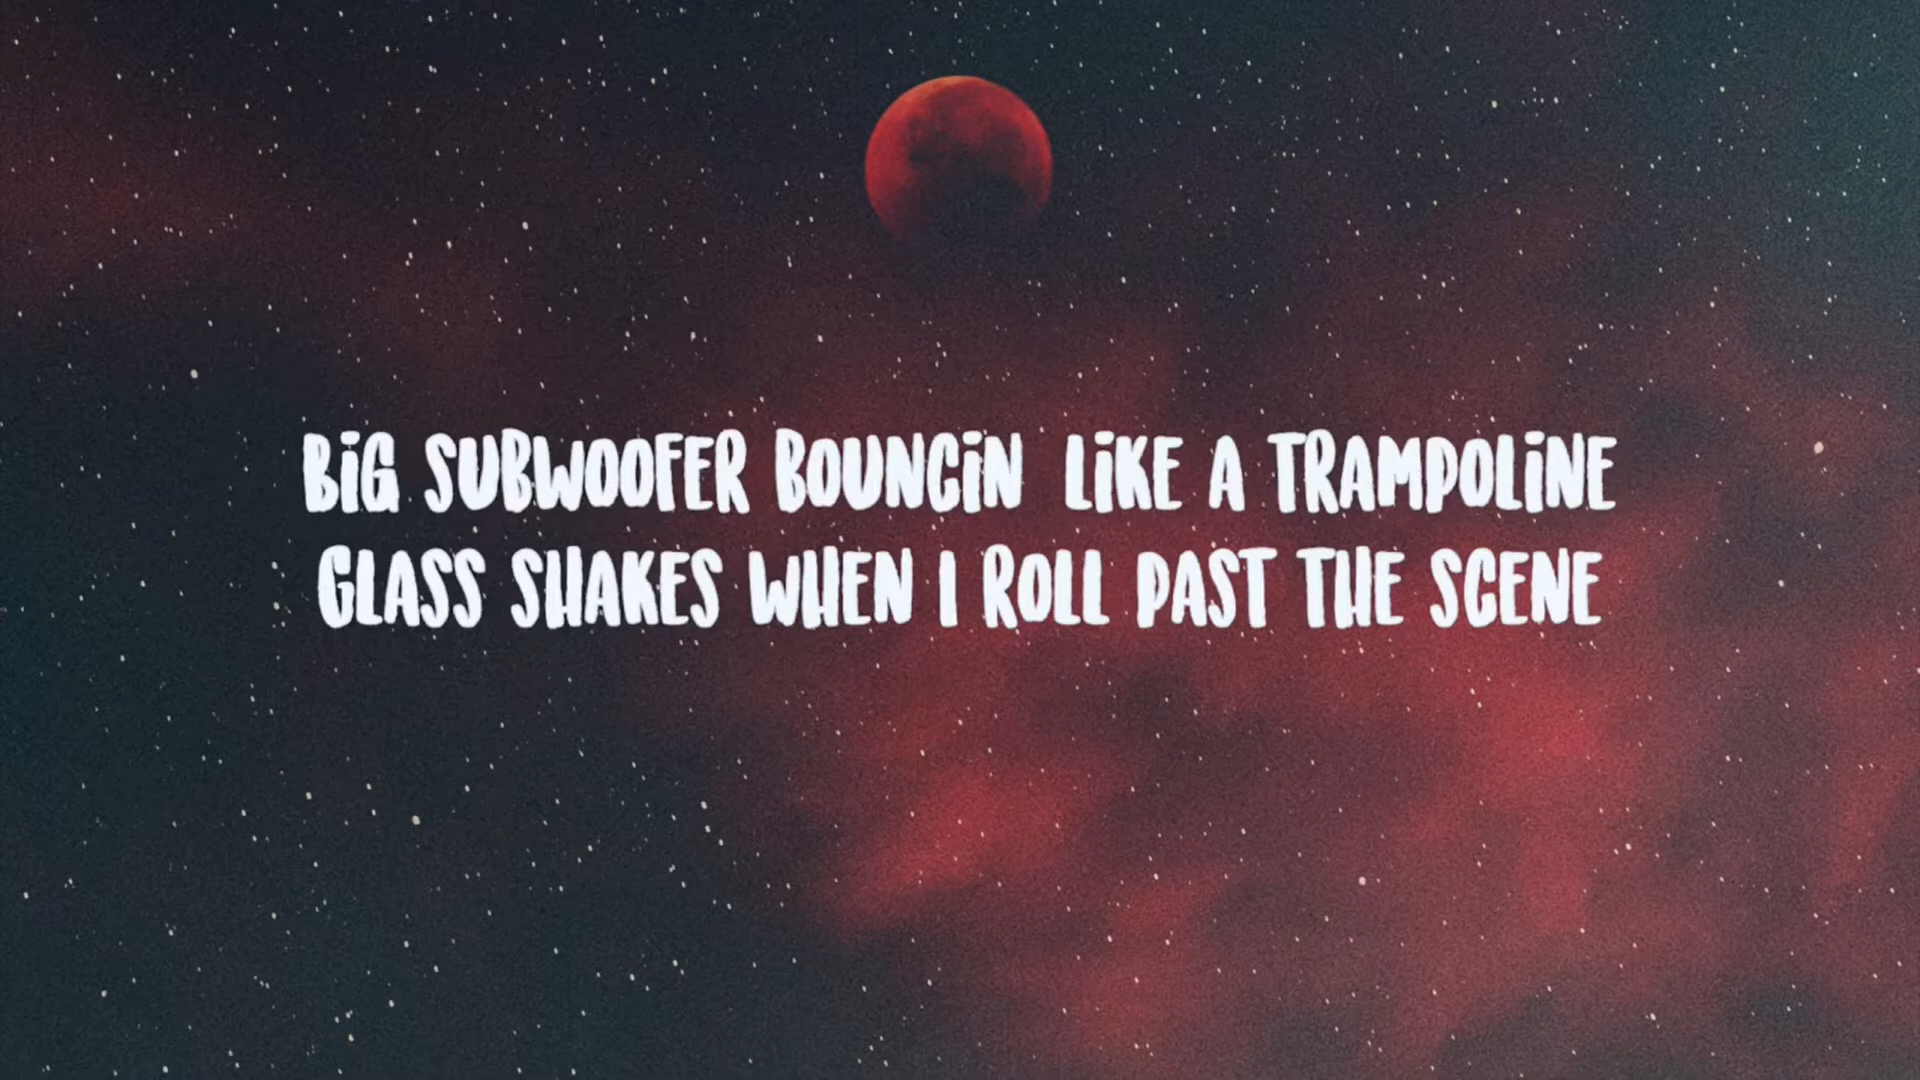 BiG SUBWOOFER BOUNCiN LiKE A TRAMPOLiNE
GLASS SHAKES WHEN I ROLL PAST THE SCENE